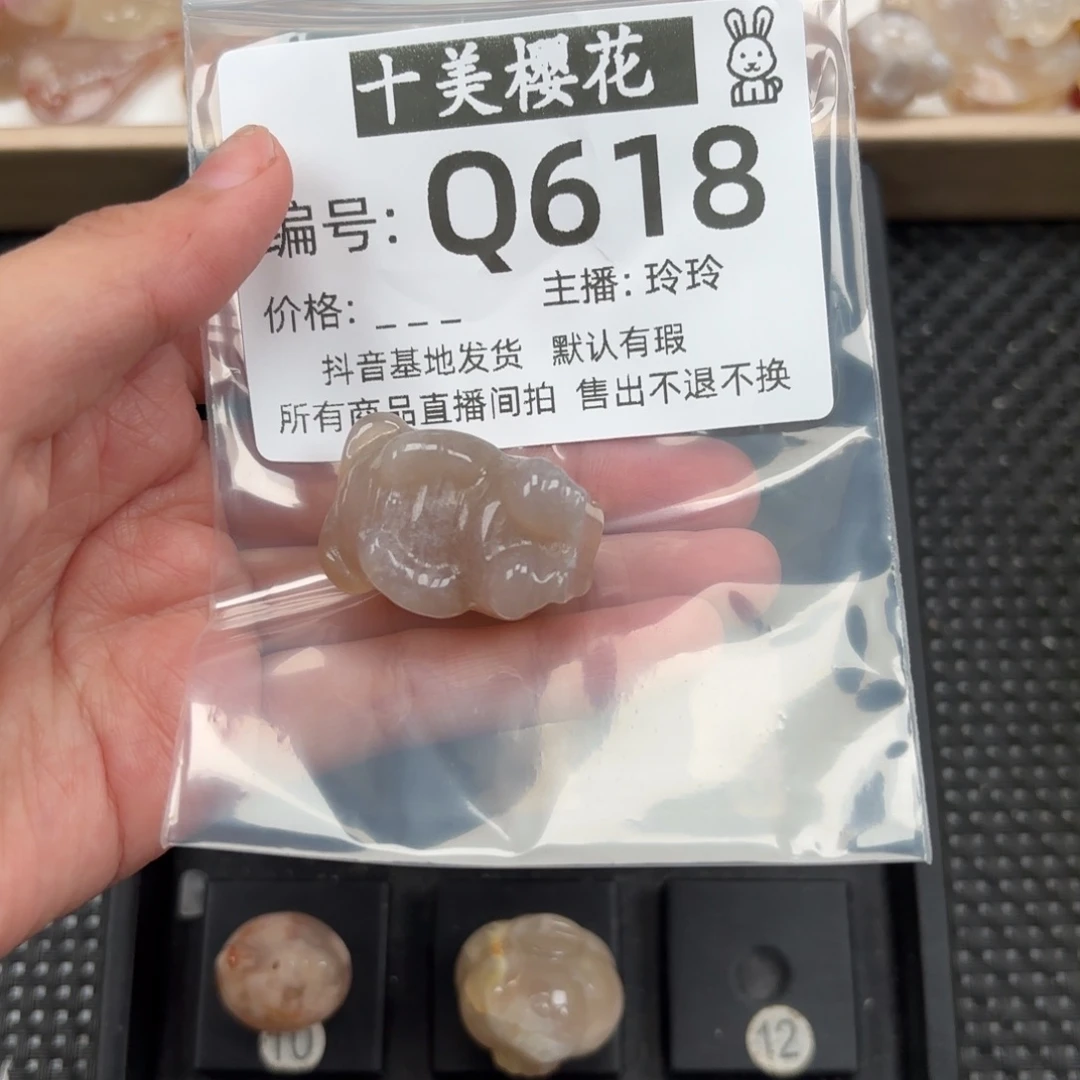 十美樱花
编号: Q618
价格: _ _ _ 主播: 玲玲
抖音基地发货 默认有瑕
所有商品直播间拍 售出不退不换
10
12